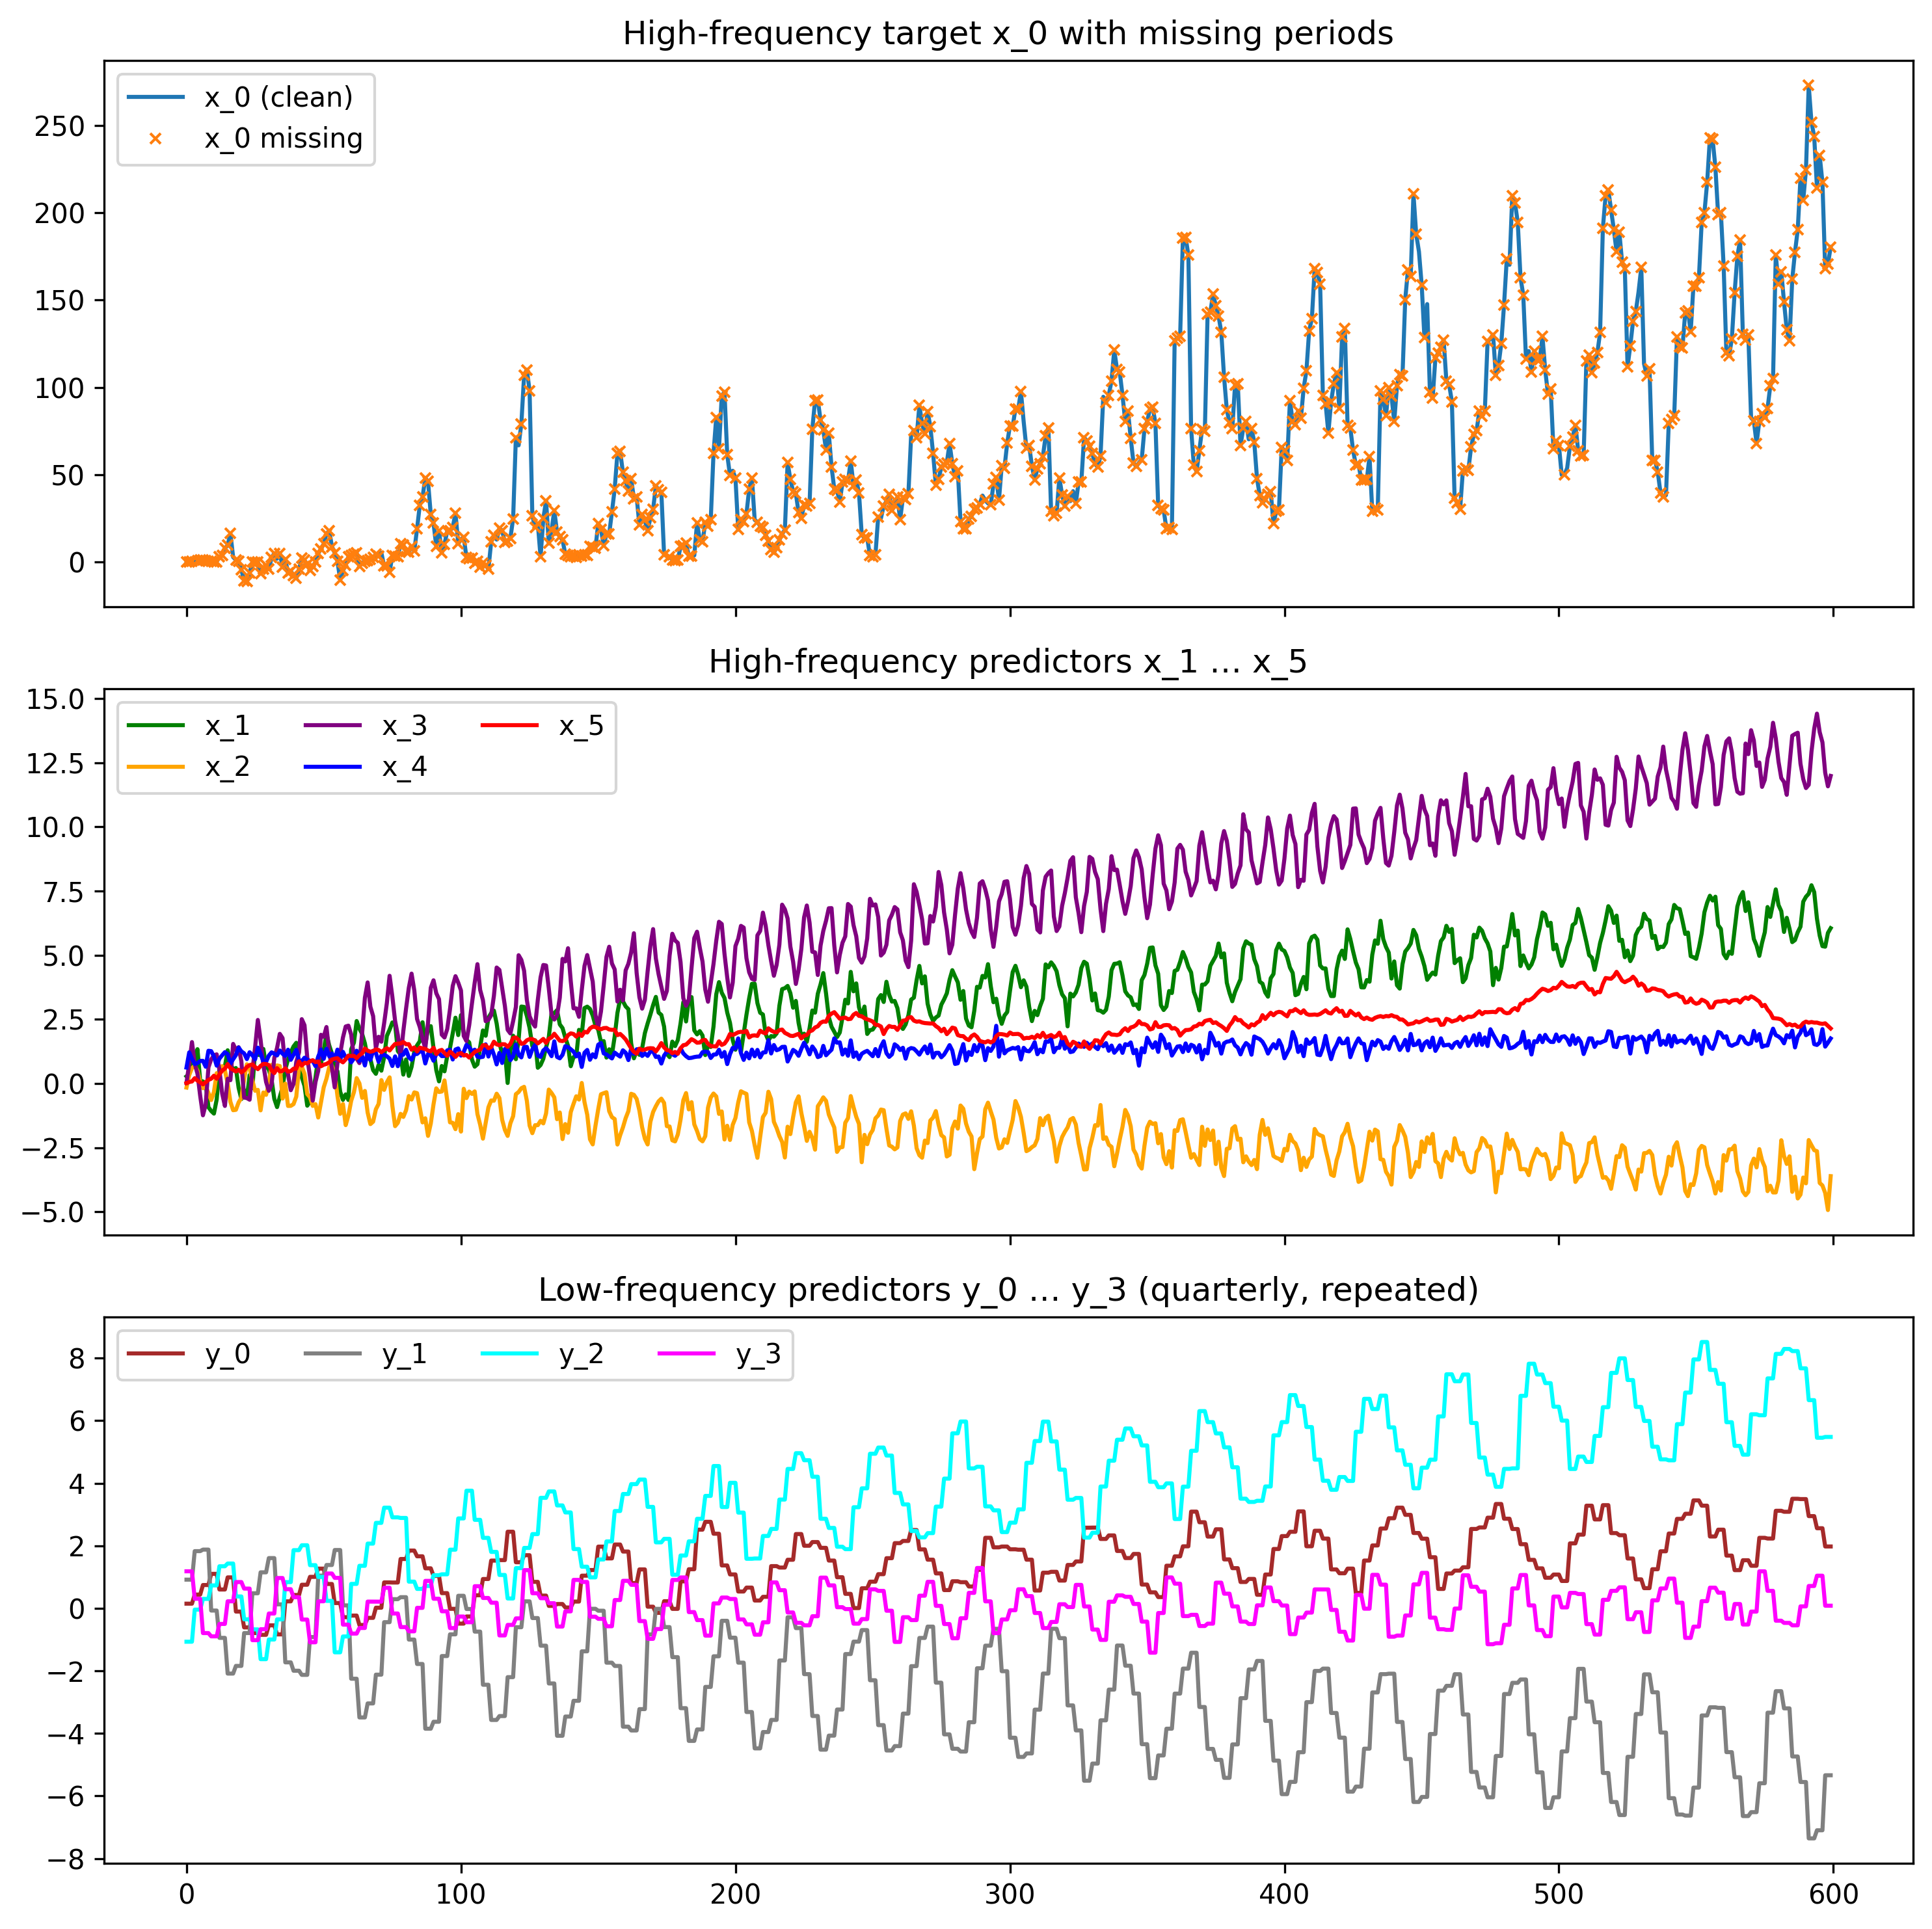 High-frequency target x_0 with missing periods
x_0 (clean)
x_0 missing
250
200
150
100
50
0
High-frequency predictors x_1 ... x_5
x_1 x_3 x_5
x_2 x_4
15.0
12.5
10.0
7.5
5.0
2.5
0.0
−2.5
−5.0
Low-frequency predictors y_0 ... y_3 (quarterly, repeated)
y_0 y_1 y_2 y_3
8
6
4
2
0
−2
−4
−6
−8
0 100 200 300 400 500 600